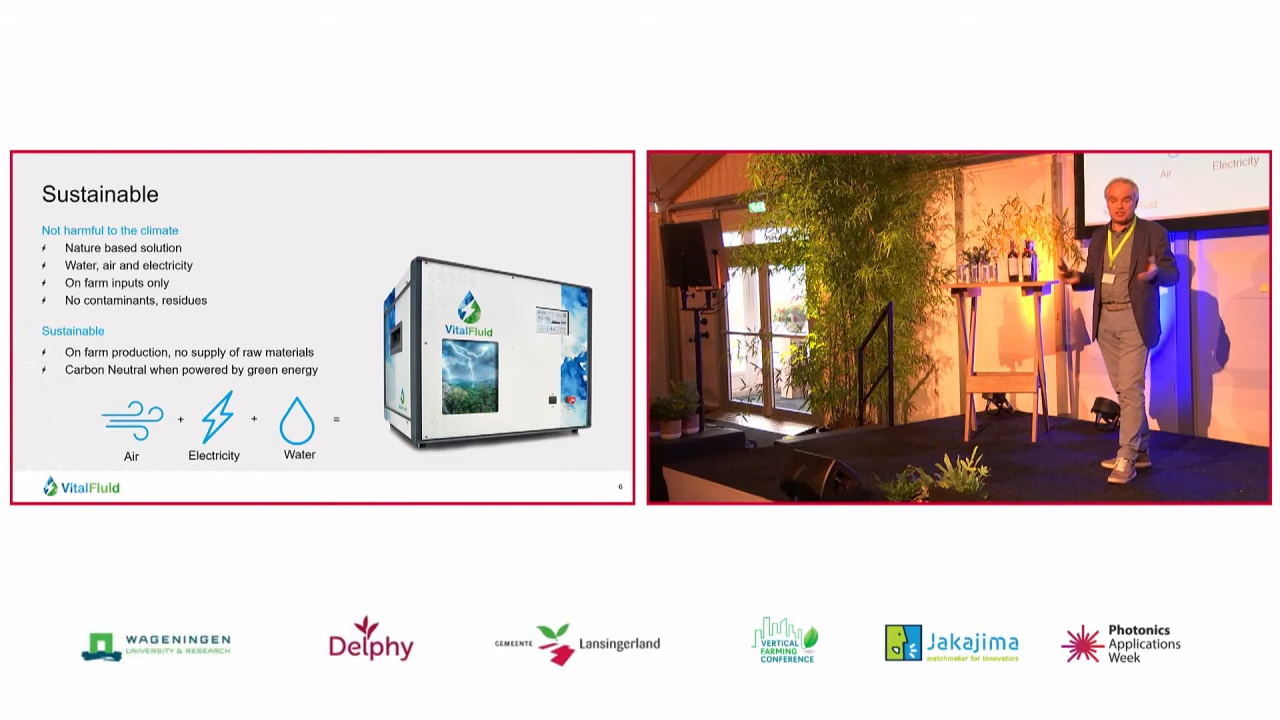 Sustainable
Not harmful to the climate
Nature based solution
Water, air and electricity
On farm inputs only
No contaminants, residues
Sustainable
On farm production, no supply of raw materials
Carbon Neutral when powered by green energy
+ + =
Air Electricity Water
VitalFluid
VitalFluid
6
Air Electricity
WAGENINGEN
UNIVERSITY & RESEARCH
Delphy
GEMEENTE Lansingerland
VERTICAL
FARMING
CONFERENCE
Jakajima
matchmaker for innovators
Photonics
Applications
Week